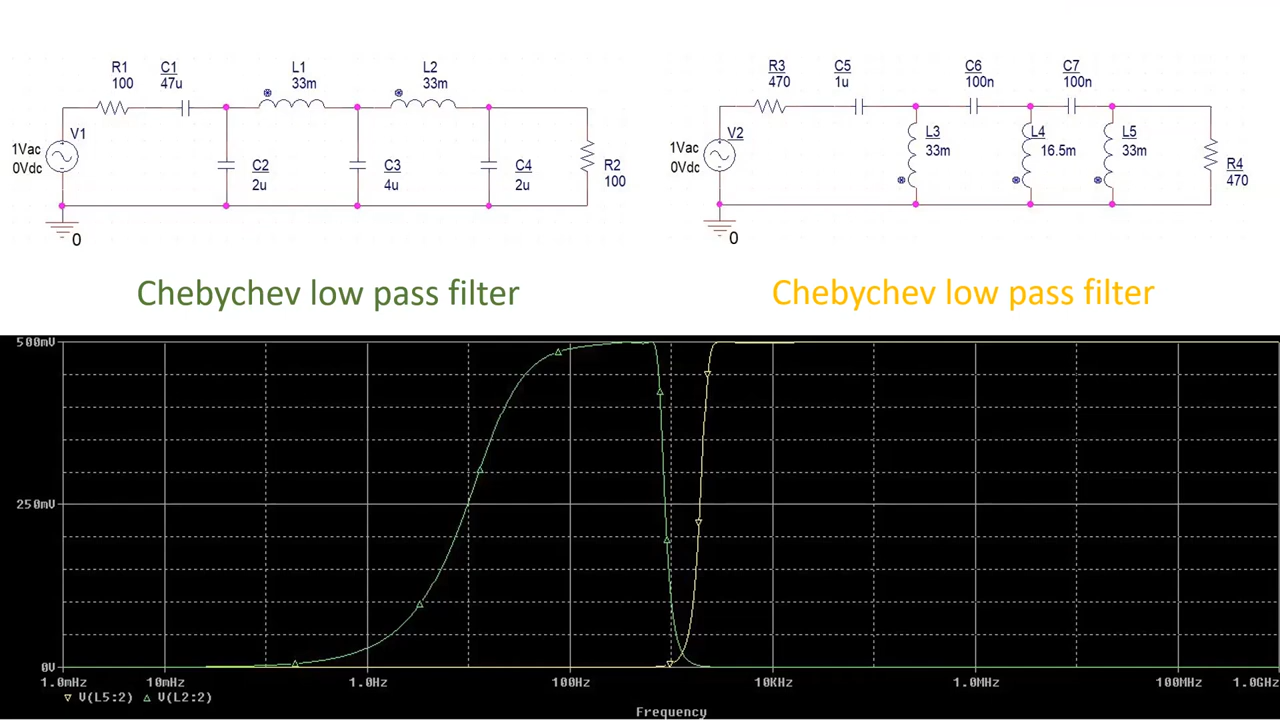 R1
100
C1
47u
L1
33m
L2
33m
V1
1Vac
0Vdc
C2
2u
C3
4u
C4
2u
R2
100
0
R3
470
C5
1u
C6
100n
C7
100n
V2
1Vac
0Vdc
L3
33m
L4
16.5m
L5
33m
R4
470
0
Chebychev low pass filter
Chebychev low pass filter
500mV
250mV
0V
1.0mHz 10mHz 1.0Hz 100Hz 10KHz 1.0MHz 100MHz 1.0GHz
V(L5:2) V(L2:2)
Frequency